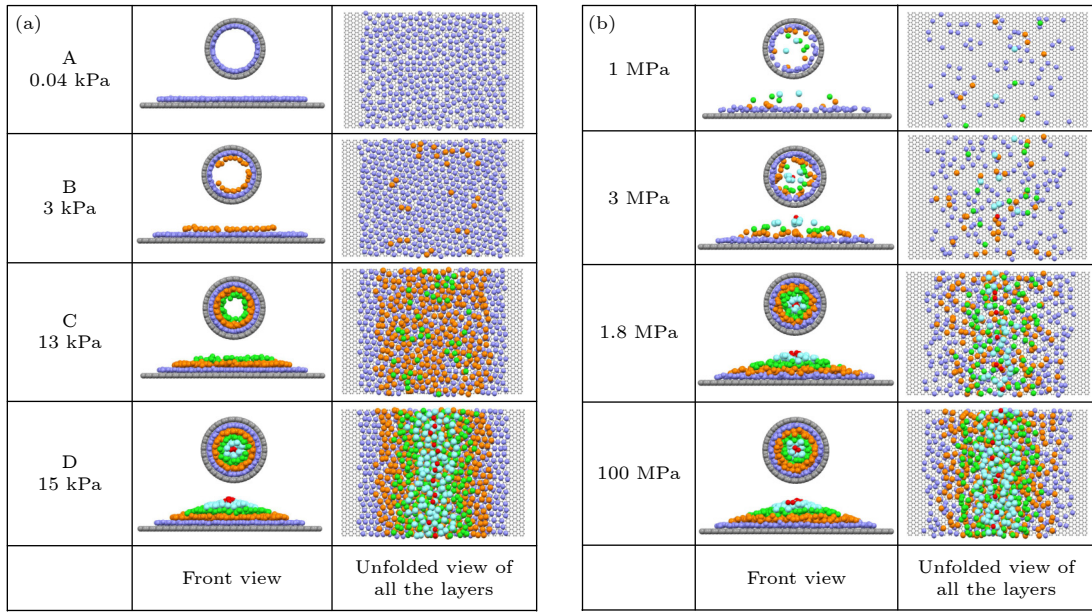 (a)
A
0.04 kPa
B
3 kPa
C
13 kPa
D
15 kPa
Front view
Unfolded view of
all the layers
(b)
1 MPa
3 MPa
1.8 MPa
100 MPa
Front view
Unfolded view of
all the layers